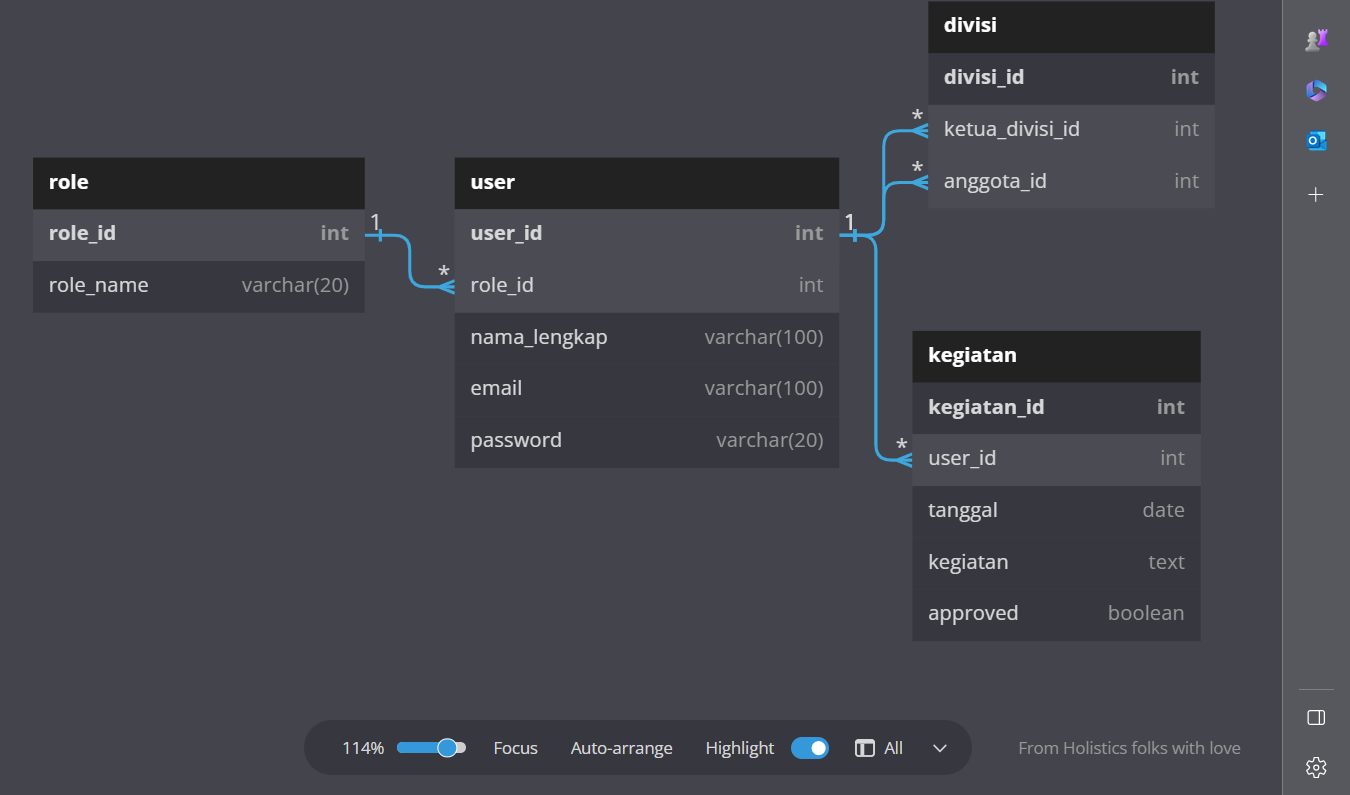 role
role_id int
role_name varchar(20)
1
*
user
user_id int
role_id int
nama_lengkap varchar(100)
email varchar(100)
password varchar(20)
1
*
*
divisi
divisi_id int
ketua_divisi_id int
anggota_id int
*
kegiatan
kegiatan_id int
user_id int
tanggal date
kegiatan text
approved boolean
114% Focus Auto-arrange Highlight All
From Holistics folks with love